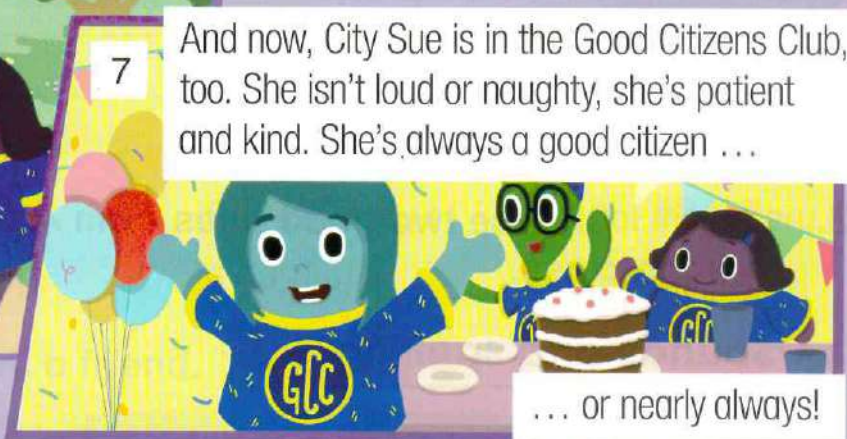 7
And now, City Sue is in the Good Citizens Club,
too. She isn't loud or naughty, she's patient
and kind. She's always a good citizen ...
GCC
GCC
... or nearly always!